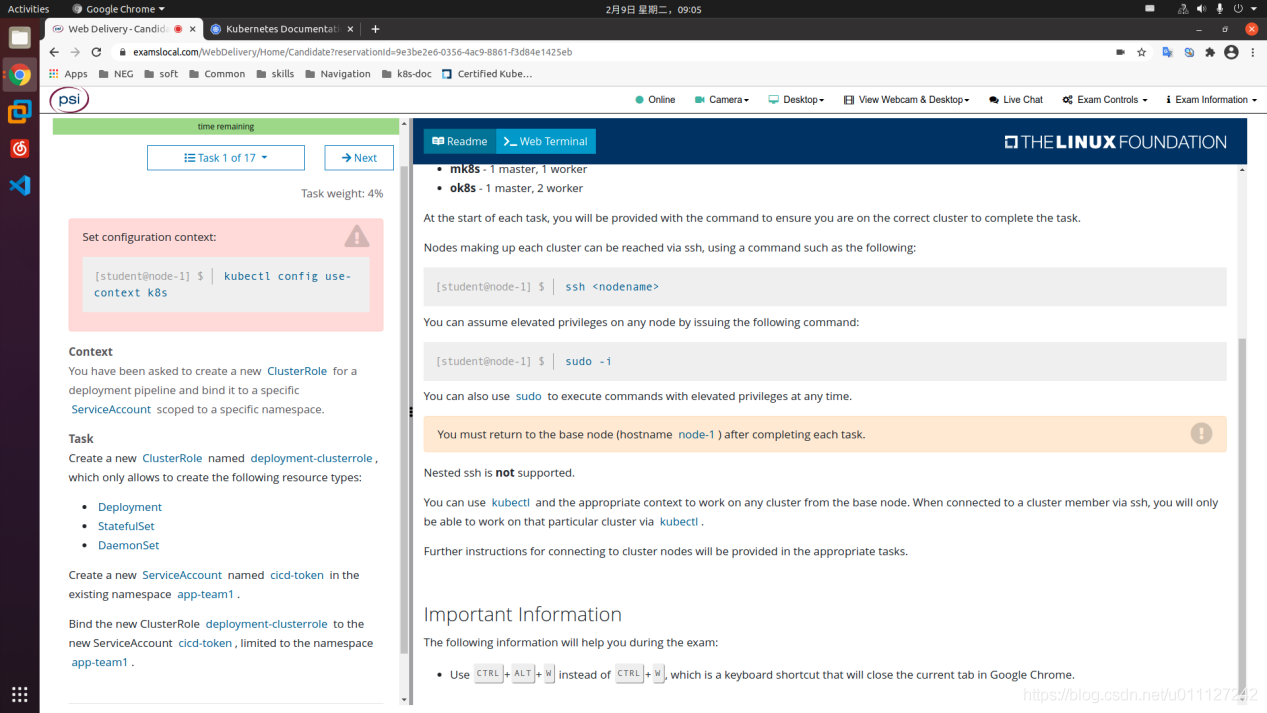 Activities
Google Chrome
2月9日 星期二，09:05
Web Delivery - Candida
Kubernetes Documentati
examslocal.com/WebDelivery/Home/Candidate?reservationId=9e3be2e6-0356-4ac9-8861-f3d84e1425eb
Apps NEG soft Common skills Navigation k8s-doc Certified Kube…
psi
Online Camera Desktop View Webcam & Desktop Live Chat Exam Controls Exam Information
time remaining
Task 1 of 17
Next
Task weight: 4%
Set configuration context:
[student@node-1] $ | kubectl config use-
context k8s
Context
You have been asked to create a new ClusterRole for a
deployment pipeline and bind it to a specific
ServiceAccount scoped to a specific namespace.
Task
Create a new ClusterRole named deployment-clusterrole ,
which only allows to create the following resource types:
• Deployment
• StatefulSet
• DaemonSet
Create a new ServiceAccount named cicd-token in the
existing namespace app-team1 .
Bind the new ClusterRole deployment-clusterrole to the
new ServiceAccount cicd-token , limited to the namespace
app-team1 .
Readme
Web Terminal
THE LINUX FOUNDATION
• mk8s - 1 master, 1 worker
• ok8s - 1 master, 2 worker
At the start of each task, you will be provided with the command to ensure you are on the correct cluster to complete the task.
Nodes making up each cluster can be reached via ssh, using a command such as the following:
[student@node-1] $ | ssh <nodename>
You can assume elevated privileges on any node by issuing the following command:
[student@node-1] $ | sudo -i
You can also use sudo to execute commands with elevated privileges at any time.
You must return to the base node (hostname node-1 ) after completing each task.
Nested ssh is not supported.
You can use kubectl and the appropriate context to work on any cluster from the base node. When connected to a cluster member via ssh, you will only
be able to work on that particular cluster via kubectl .
Further instructions for connecting to cluster nodes will be provided in the appropriate tasks.
Important Information
The following information will help you during the exam:
• Use CTRL + ALT + W instead of CTRL + W , which is a keyboard shortcut that will close the current tab in Google Chrome.
https://blog.csdn.net/u011127242